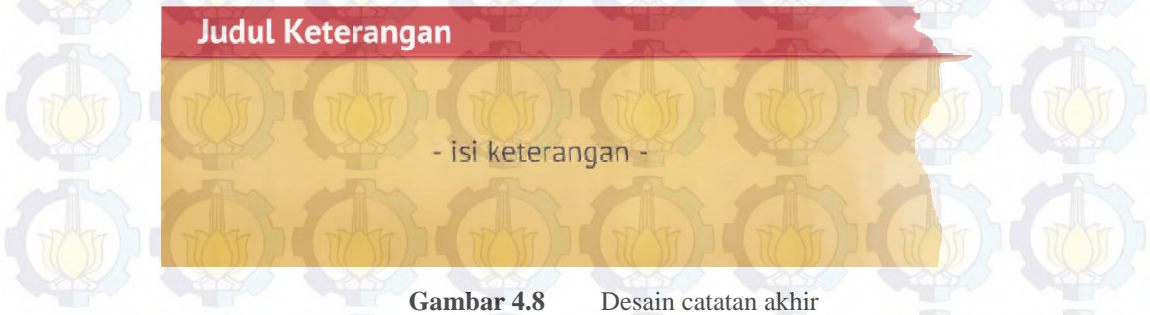 Judul Keterangan
- isi keterangan -
Gambar 4.8 Desain catatan akhir